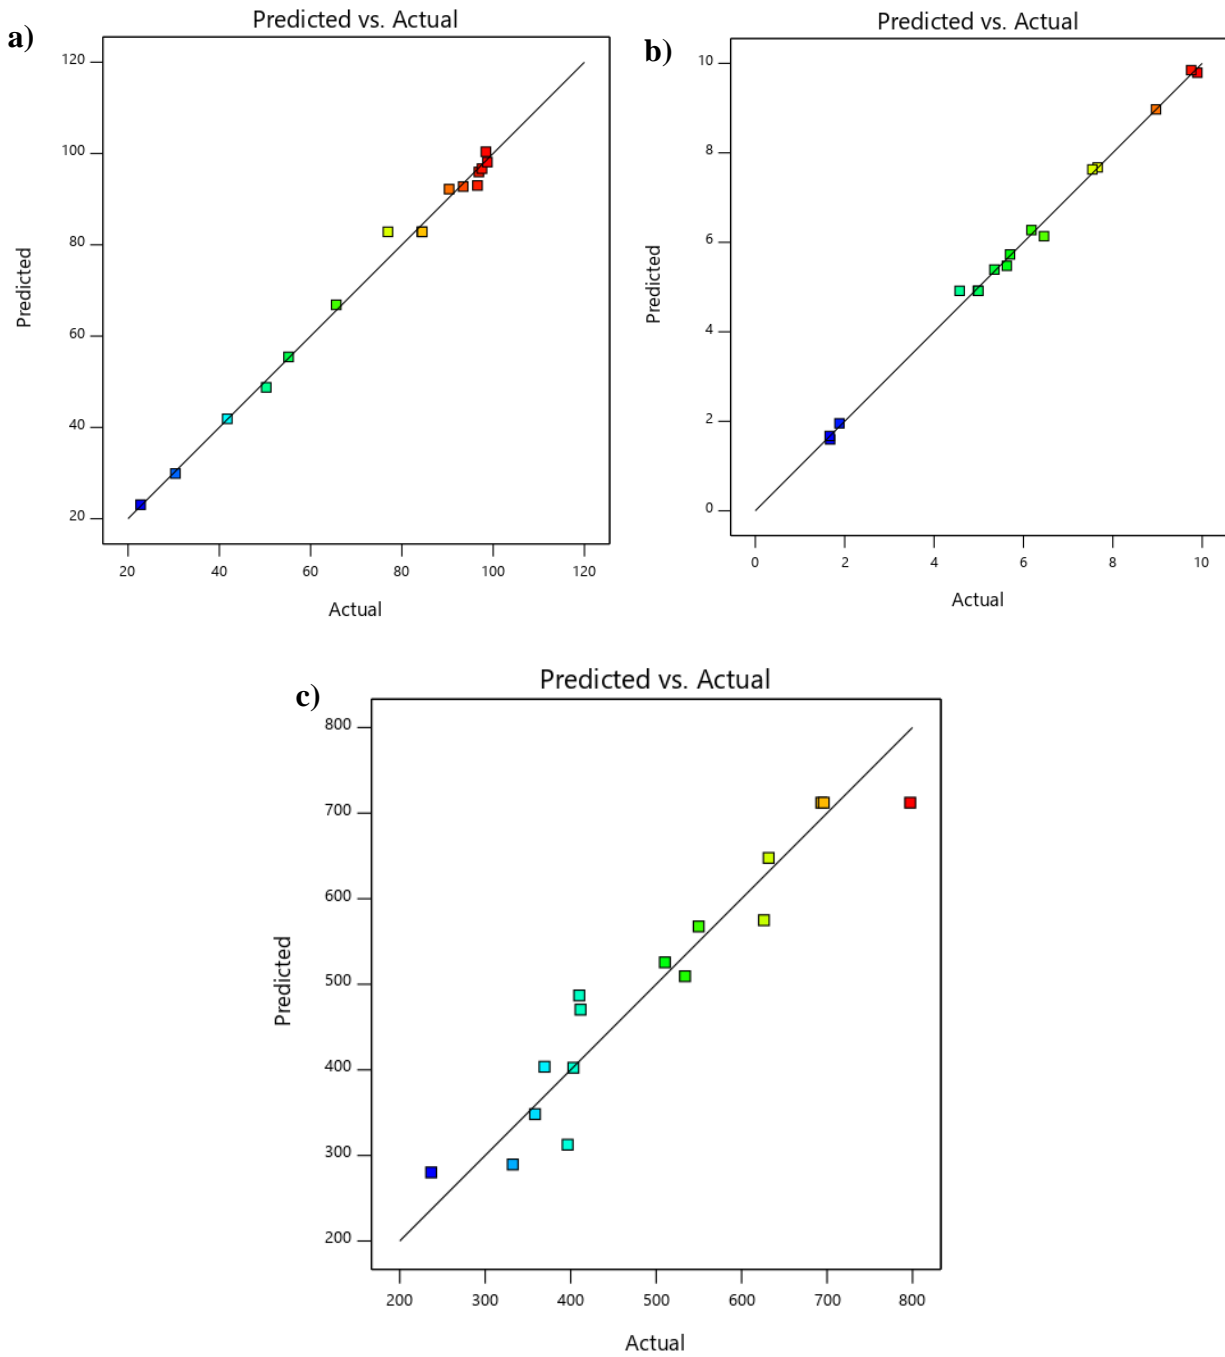 a)
Predicted vs. Actual
120
100
80
60
40
20
Predicted
20 40 60 80 100 120
Actual
b)
Predicted vs. Actual
10
8
6
4
2
0
Predicted
0 2 4 6 8 10
Actual
c)
Predicted vs. Actual
800
700
600
500
400
300
200
Predicted
200 300 400 500 600 700 800
Actual